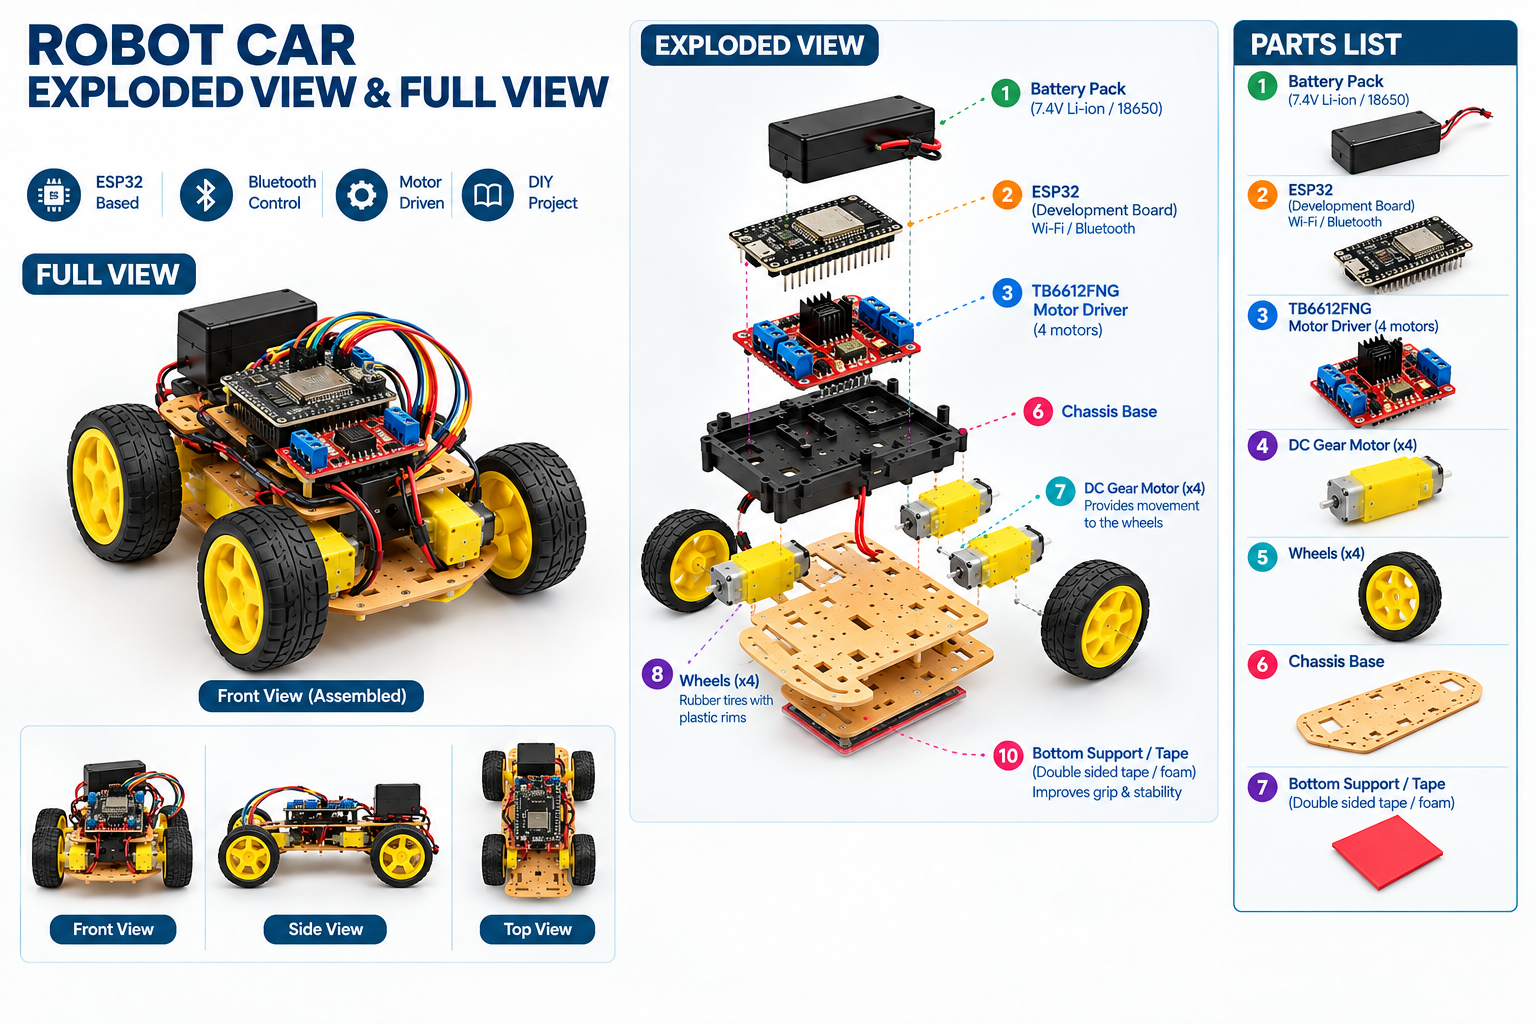 ROBOT CAR
EXPLODED VIEW & FULL VIEW
ESP32
Based
Bluetooth
Control
Motor
Driven
DIY
Project
FULL VIEW
Front View (Assembled)
Front View
Side View
Top View
EXPLODED VIEW
1 Battery Pack
(7.4V Li-ion / 18650)
2 ESP32
(Development Board)
Wi-Fi / Bluetooth
3 TB6612FNG
Motor Driver
(4 motors)
6 Chassis Base
7 DC Gear Motor (x4)
Provides movement
to the wheels
8 Wheels (x4)
Rubber tires with
plastic rims
10 Bottom Support / Tape
(Double sided tape / foam)
Improves grip & stability
PARTS LIST
1 Battery Pack
(7.4V Li-ion / 18650)
2 ESP32
(Development Board)
Wi-Fi / Bluetooth
3 TB6612FNG
Motor Driver (4 motors)
4 DC Gear Motor (x4)
5 Wheels (x4)
6 Chassis Base
7 Bottom Support / Tape
(Double sided tape / foam)